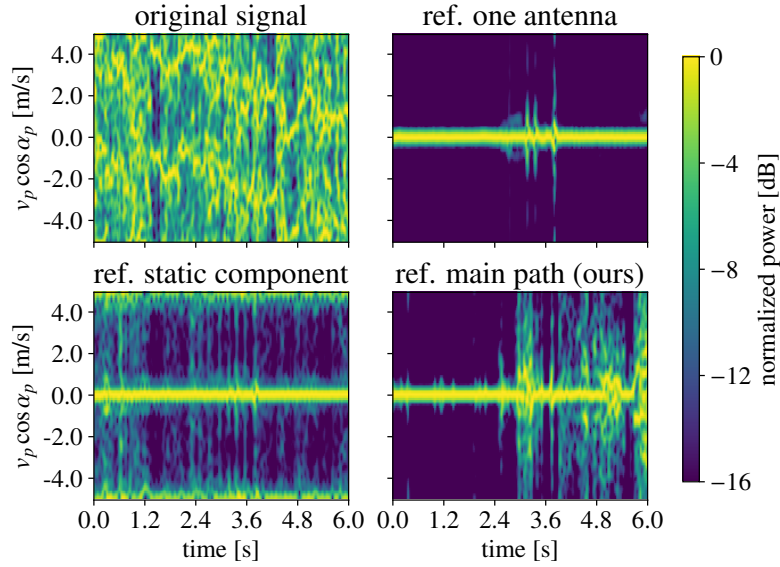 original signal
ref. one antenna
4.0
2.0
0.0
-2.0
-4.0
v_p cos α_p [m/s]
0
−4
−8
−12
−16
normalized power [dB]
ref. static component
ref. main path (ours)
4.0
2.0
0.0
-2.0
-4.0
v_p cos α_p [m/s]
0.0 1.2 2.4 3.6 4.8 6.0
0.0 1.2 2.4 3.6 4.8 6.0
time [s]
time [s]